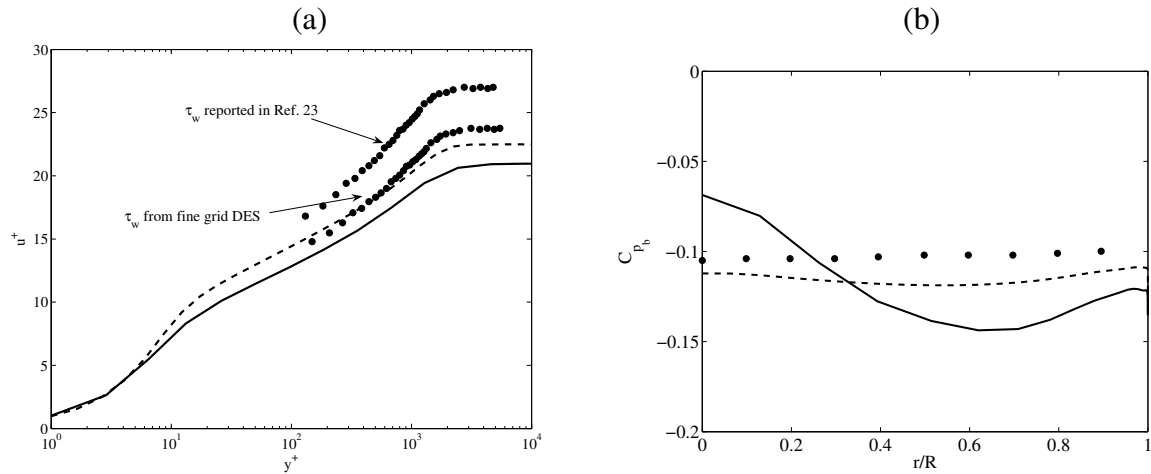 (a)
30
25
20
15
10
5
0
u+
τw reported in Ref. 23
τw from fine grid DES
10^0
10^1
10^2
10^3
10^4
y+
(b)
0
−0.05
−0.1
−0.15
−0.2
Cpb
0
0.2
0.4
0.6
0.8
1
r/R